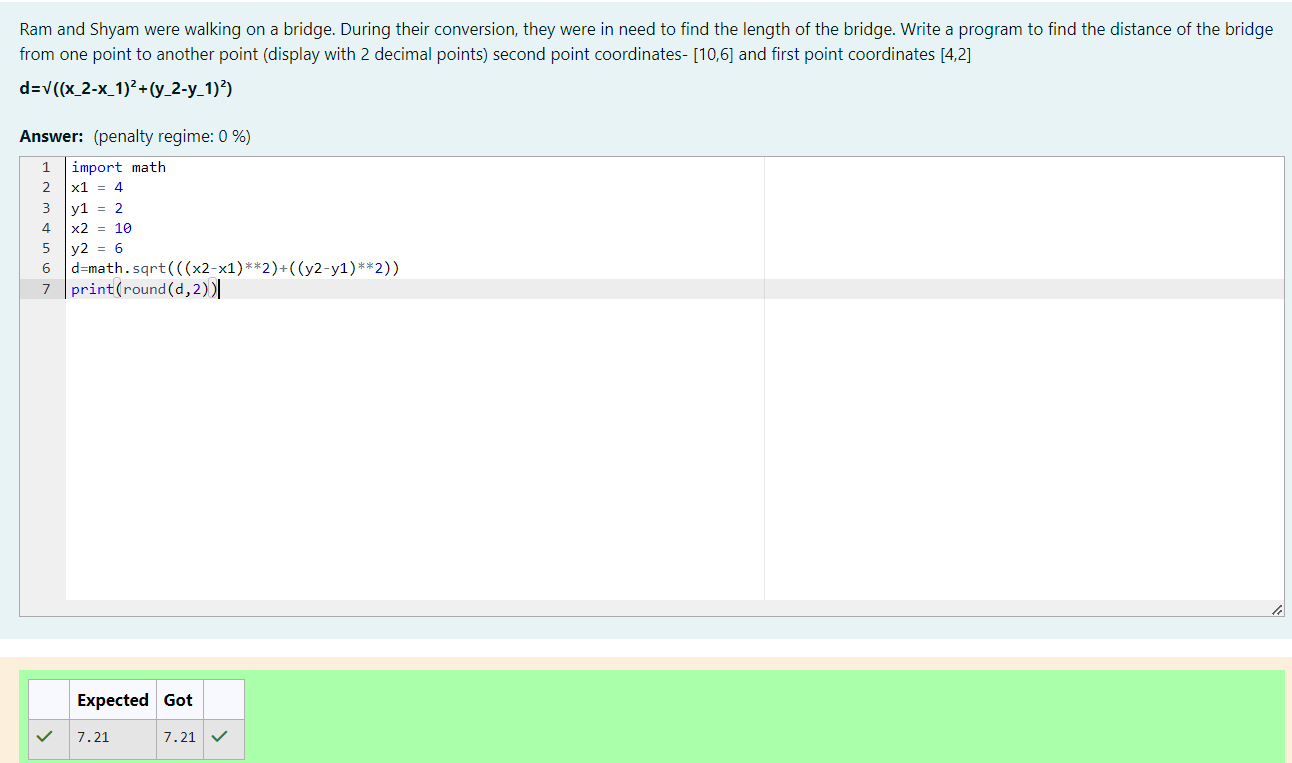 Ram and Shyam were walking on a bridge. During their conversion, they were in need to find the length of the bridge. Write a program to find the distance of the bridge
from one point to another point (display with 2 decimal points) second point coordinates- [10,6] and first point coordinates [4,2]
d=√((x_2-x_1)²+(y_2-y_1)²)
Answer: (penalty regime: 0 %)
1 import math
2 x1 = 4
3 y1 = 2
4 x2 = 10
5 y2 = 6
6 d=math.sqrt(((x2-x1)**2)+((y2-y1)**2))
7 print(round(d,2))
Expected Got
7.21 7.21